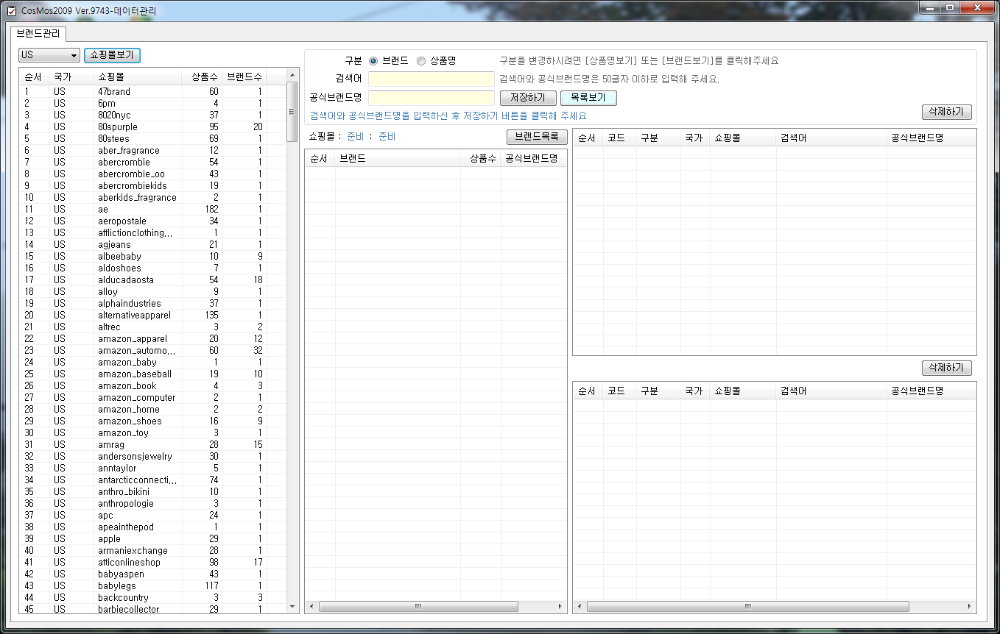 CosMos2009 Ver.9743-데이터관리
브랜드관리
US 쇼핑몰보기
순서 국가 쇼핑몰 상품수 브랜드수
1 US 47brand 60 1
2 US 6pm 4 1
3 US 8020nyc 37 1
4 US 80spurple 95 20
5 US 80stees 69 1
6 US aber_fragrance 12 1
7 US abercrombie 54 1
8 US abercrombie_oo 43 1
9 US abercrombiekids 19 1
10 US aberkids_fragrance 2 1
11 US ae 182 1
12 US aeropostale 34 1
13 US afflictionclothing... 1 1
14 US agjeans 21 1
15 US albeebaby 10 9
16 US aldoshoes 7 1
17 US alducadaosta 54 18
18 US alloy 9 1
19 US alphaindustries 37 1
20 US alternativeapparel 135 1
21 US altrec 3 2
22 US amazon_apparel 20 12
23 US amazon_automo... 60 32
24 US amazon_baby 1 1
25 US amazon_baseball 19 10
26 US amazon_book 4 3
27 US amazon_computer 2 1
28 US amazon_home 2 2
29 US amazon_shoes 16 9
30 US amazon_toy 3 1
31 US amrag 28 15
32 US andersonsjewelry 30 1
33 US anntaylor 5 1
34 US antarcticconnecti... 74 1
35 US anthro_bikini 10 1
36 US anthropologie 3 1
37 US apc 24 1
38 US apeainthepod 1 1
39 US apple 29 1
40 US armaniexchange 28 1
41 US atticonlineshop 98 17
42 US babyaspen 43 1
43 US babylegs 117 1
44 US backcountry 3 3
45 US barbiecollector 29 1
구분 브랜드 상품명 구분을 변경하시려면 [상품명보기] 또는 [브랜드보기]를 클릭해주세요
검색어 검색어와 공식브랜드명은 50글자 이하로 입력해 주세요.
공식브랜드명 저장하기 목록보기
검색어와 공식브랜드명을 입력하신 후 저장하기 버튼을 클릭해 주세요
삭제하기
쇼핑몰 : 준비 : 준비 브랜드목록
순서 브랜드 상품수 공식브랜드명
순서 코드 구분 국가 쇼핑몰 검색어 공식브랜드명
삭제하기
순서 코드 구분 국가 쇼핑몰 검색어 공식브랜드명